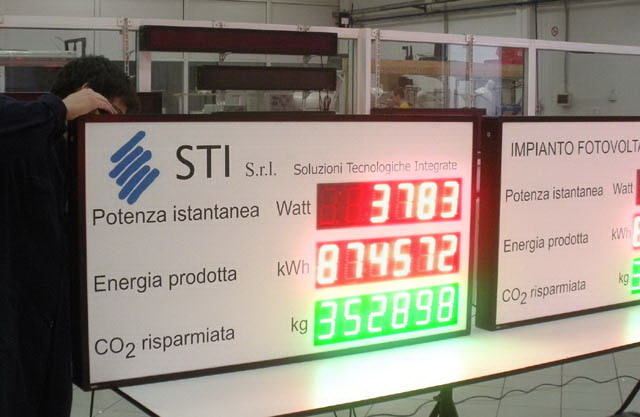 STI S.r.l. Soluzioni Tecnologiche Integrate
Potenza istantanea Watt 3783
Energia prodotta kWh 874572
CO2 risparmiata kg 352898
IMPIANTO FOTOVOLTA
Potenza istantanea Watt
Energia prodotta kWh
CO2 risparmiata kg